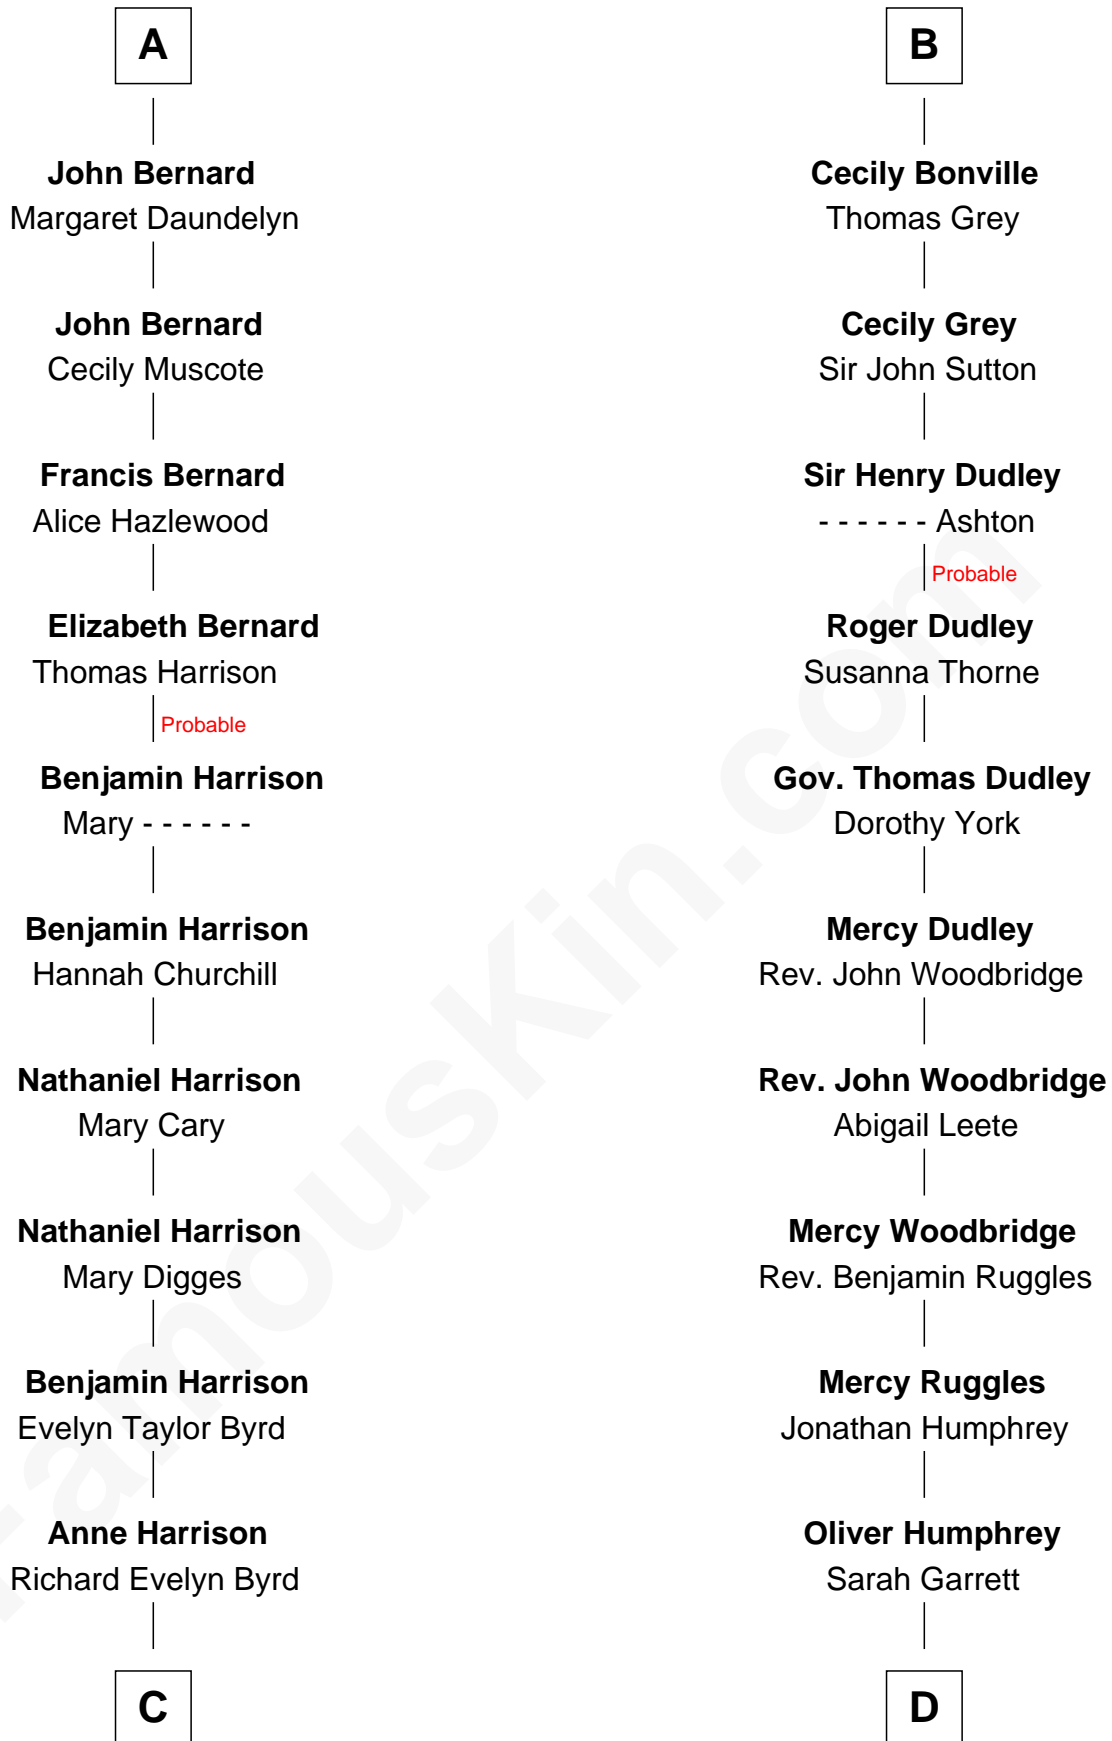 A
John Bernard
Margaret Daundelyn
John Bernard
Cecily Muscote
Francis Bernard
Alice Hazlewood
Elizabeth Bernard
Thomas Harrison
Probable
Benjamin Harrison
Mary - - - - - -
Benjamin Harrison
Hannah Churchill
Nathaniel Harrison
Mary Cary
Nathaniel Harrison
Mary Digges
Benjamin Harrison
Evelyn Taylor Byrd
Anne Harrison
Richard Evelyn Byrd
C
B
Cecily Bonville
Thomas Grey
Cecily Grey
Sir John Sutton
Sir Henry Dudley
- - - - - - Ashton
Probable
Roger Dudley
Susanna Thorne
Gov. Thomas Dudley
Dorothy York
Mercy Dudley
Rev. John Woodbridge
Rev. John Woodbridge
Abigail Leete
Mercy Woodbridge
Rev. Benjamin Ruggles
Mercy Ruggles
Jonathan Humphrey
Oliver Humphrey
Sarah Garrett
D
FamousKin.com